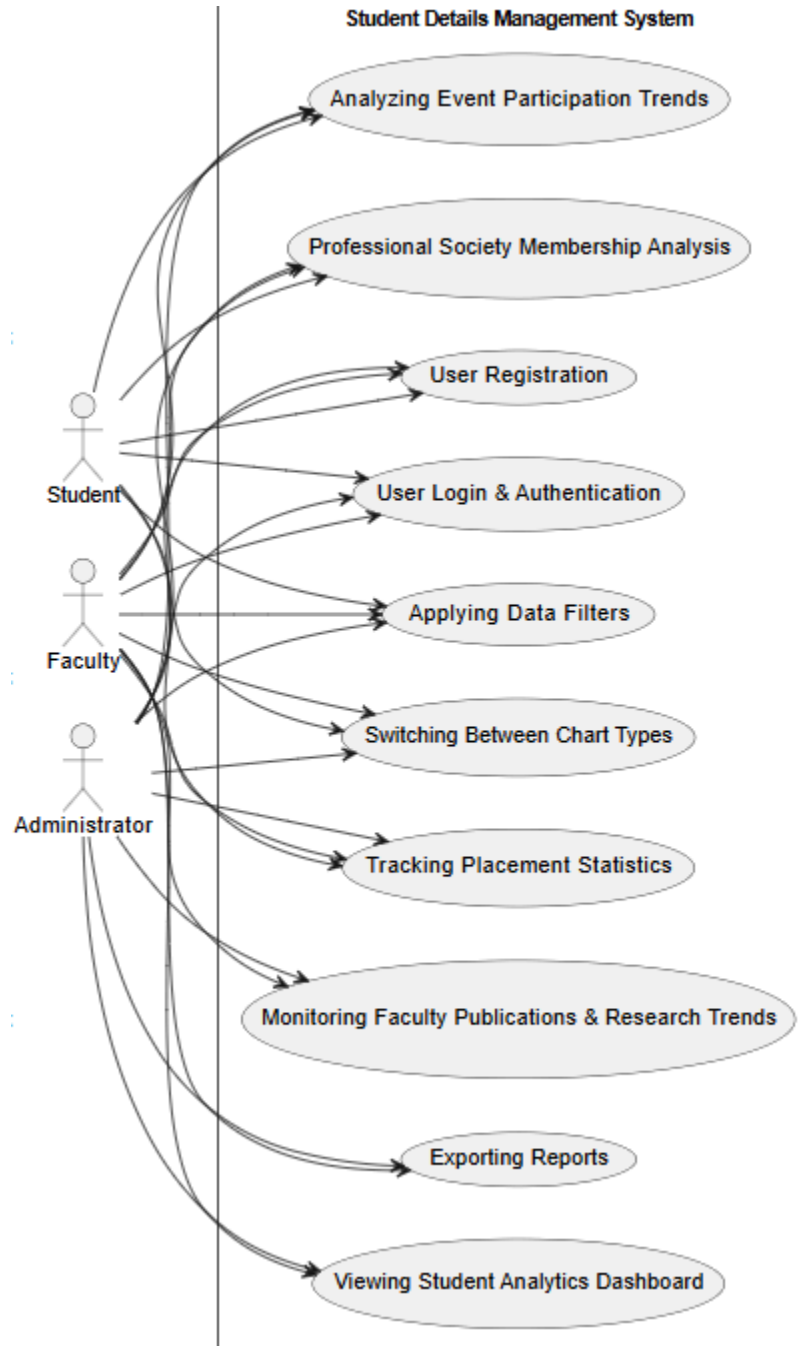 Student Details Management System
Analyzing Event Participation Trends
Professional Society Membership Analysis
User Registration
Student
User Login & Authentication
Faculty
Applying Data Filters
Administrator
Switching Between Chart Types
Tracking Placement Statistics
Monitoring Faculty Publications & Research Trends
Exporting Reports
Viewing Student Analytics Dashboard